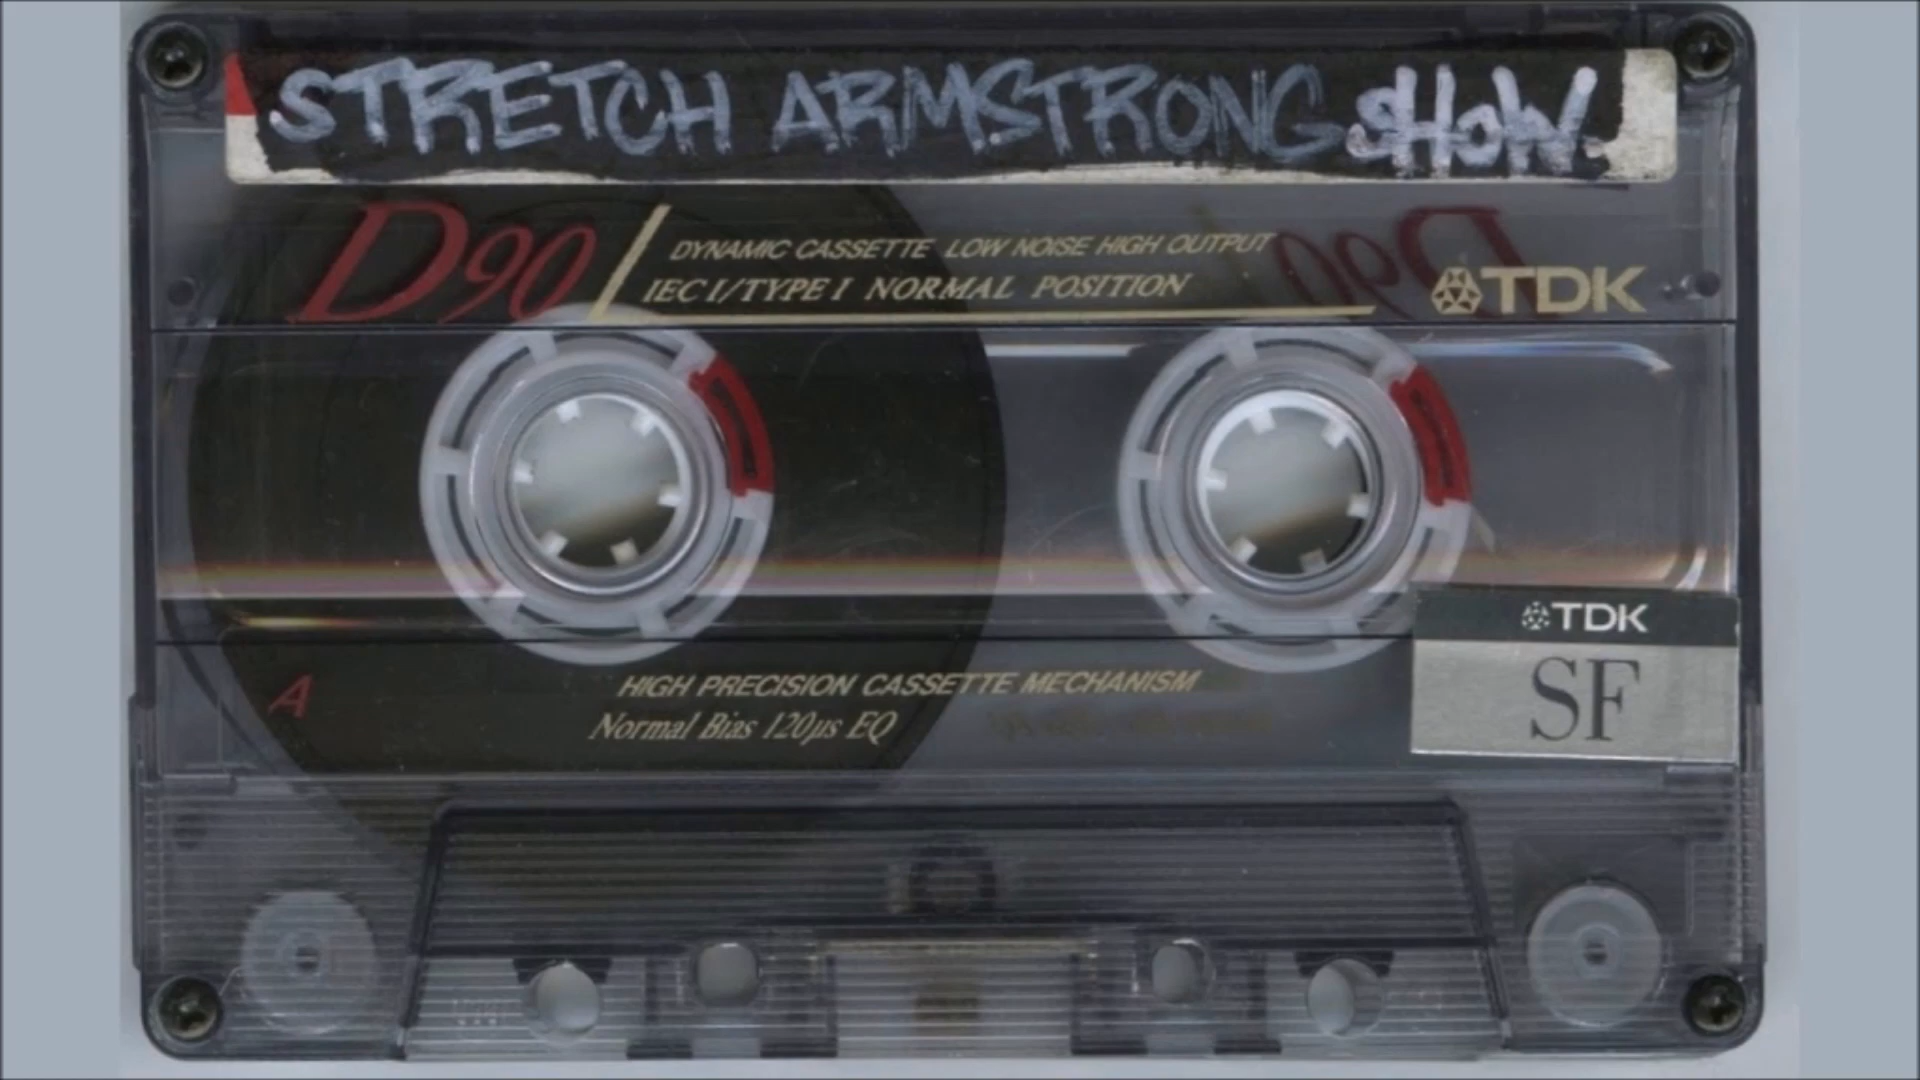 STRETCH ARMSTRONG SHOW.
D90
DYNAMIC CASSETTE LOW NOISE HIGH OUTPUT
IEC I/TYPE I NORMAL POSITION
D90
TDK
A
HIGH PRECISION CASSETTE MECHANISM
Normal Bias 120µs EQ
TDK
SF